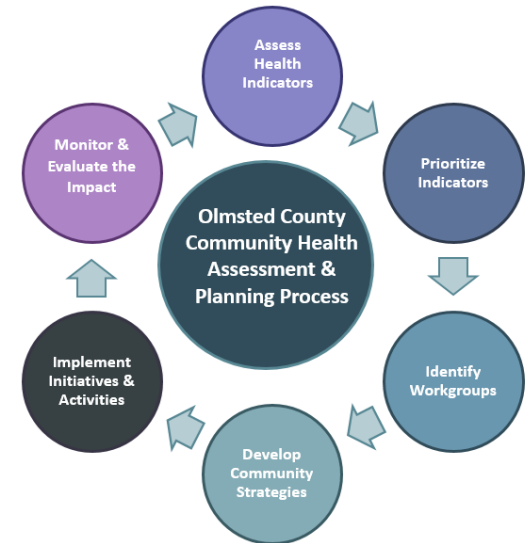 Assess
Health
Indicators
Prioritize
Indicators
Identify
Workgroups
Develop
Community
Strategies
Implement
Initiatives &
Activities
Monitor &
Evaluate the
Impact
Olmsted County
Community Health
Assessment &
Planning Process